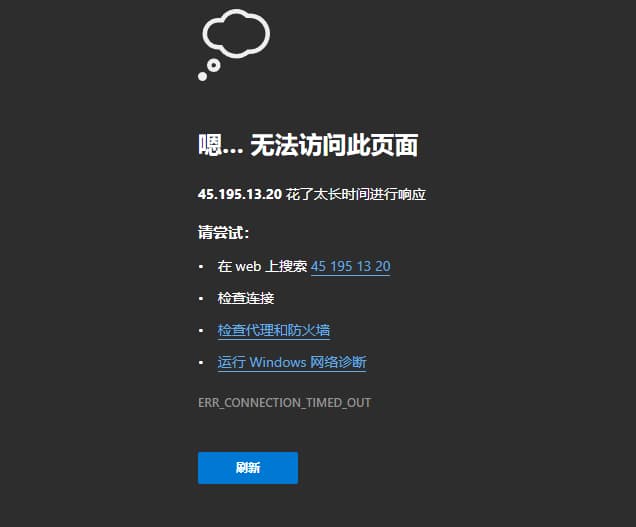 嗯… 无法访问此页面
45.195.13.20 花了太长时间进行响应
请尝试：
• 在 web 上搜索 45 195 13 20
• 检查连接
• 检查代理和防火墙
• 运行 Windows 网络诊断
ERR_CONNECTION_TIMED_OUT
刷新